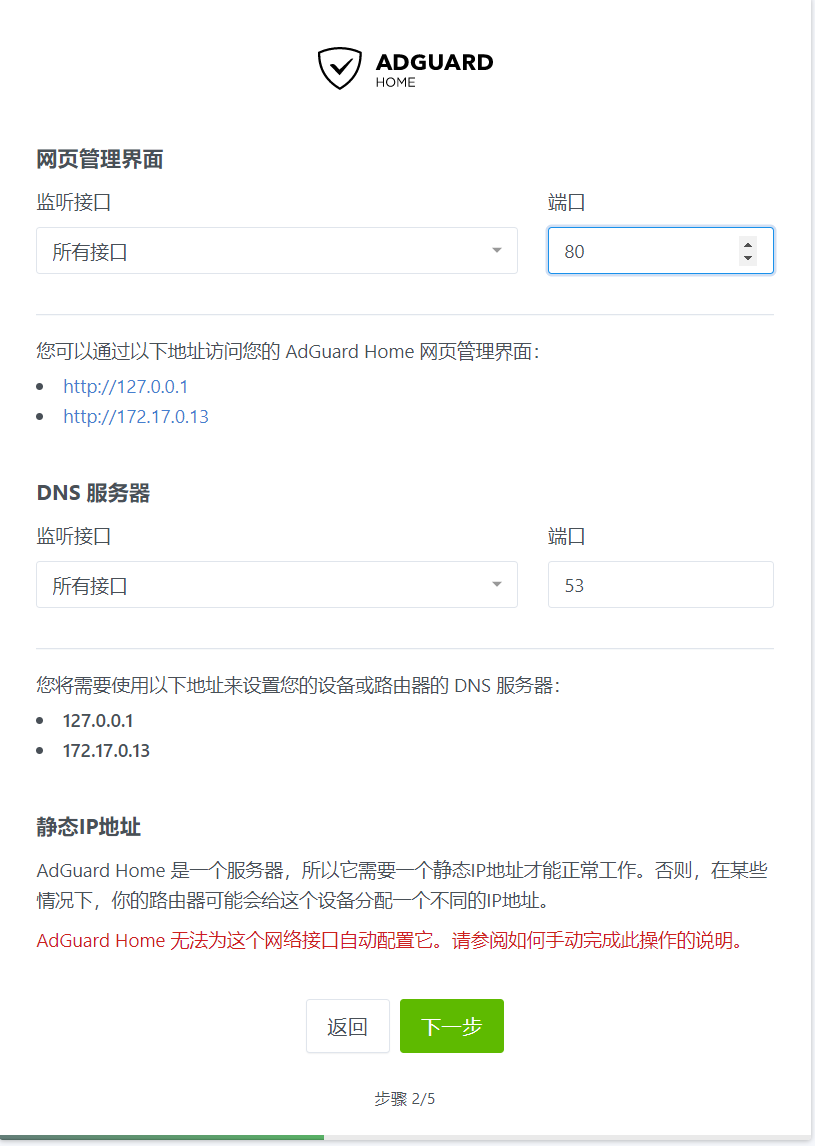 ADGUARD
HOME
网页管理界面
监听接口 端口
所有接口 80
您可以通过以下地址访问您的 AdGuard Home 网页管理界面：
http://127.0.0.1
http://172.17.0.13
DNS 服务器
监听接口 端口
所有接口 53
您将需要使用以下地址来设置您的设备或路由器的 DNS 服务器：
127.0.0.1
172.17.0.13
静态IP地址
AdGuard Home 是一个服务器，所以它需要一个静态IP地址才能正常工作。否则，在某些
情况下，你的路由器可能会给这个设备分配一个不同的IP地址。
AdGuard Home 无法为这个网络接口自动配置它。请参阅如何手动完成此操作的说明。
返回 下一步
步骤 2/5